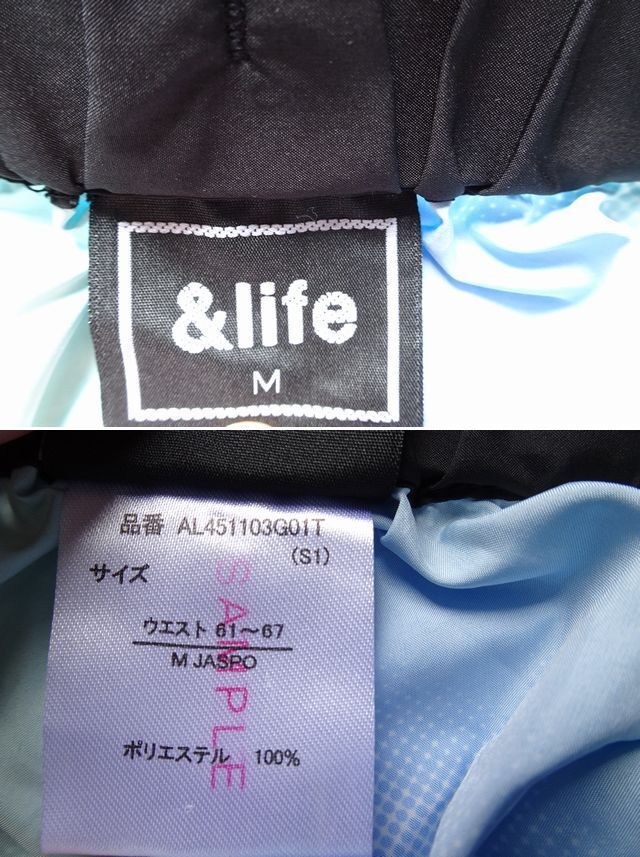 &life
M
品番 AL451103G01T
(S1)
サイズ
ウエスト 61〜67
M JASPO
ポリエステル 100%
SAMPLE